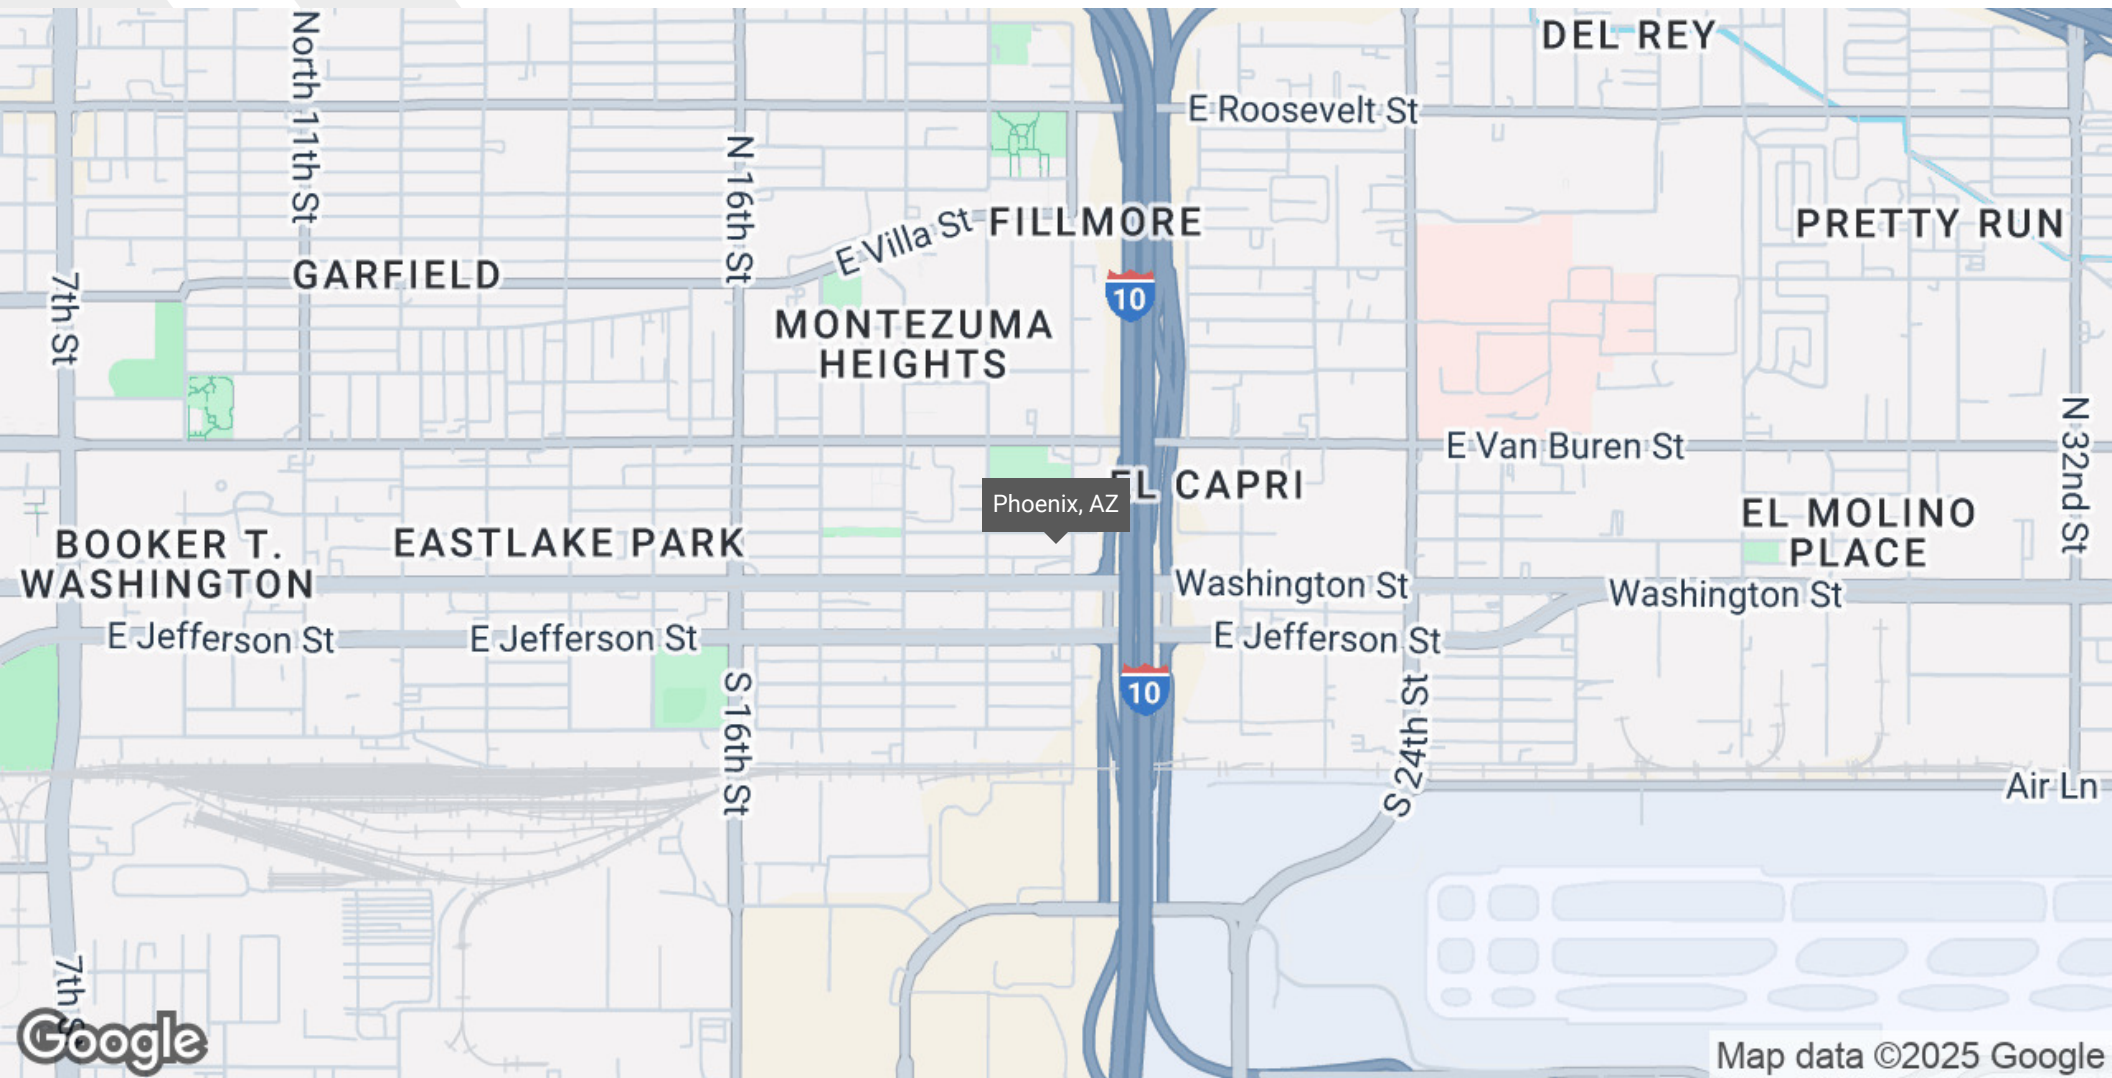 DEL REY
North 11th St
E Roosevelt St
N 16th St
E Villa St
FILLMORE
PRETTY RUN
GARFIELD
7th St
10
MONTEZUMA
HEIGHTS
E Van Buren St
N 32nd St
EL CAPRI
Phoenix, AZ
EL MOLINO
PLACE
BOOKER T.
WASHINGTON
EASTLAKE PARK
Washington St
Washington St
E Jefferson St
E Jefferson St
E Jefferson St
10
S 16th St
S 24th St
Air Ln
7th S
Google
Map data ©2025 Google